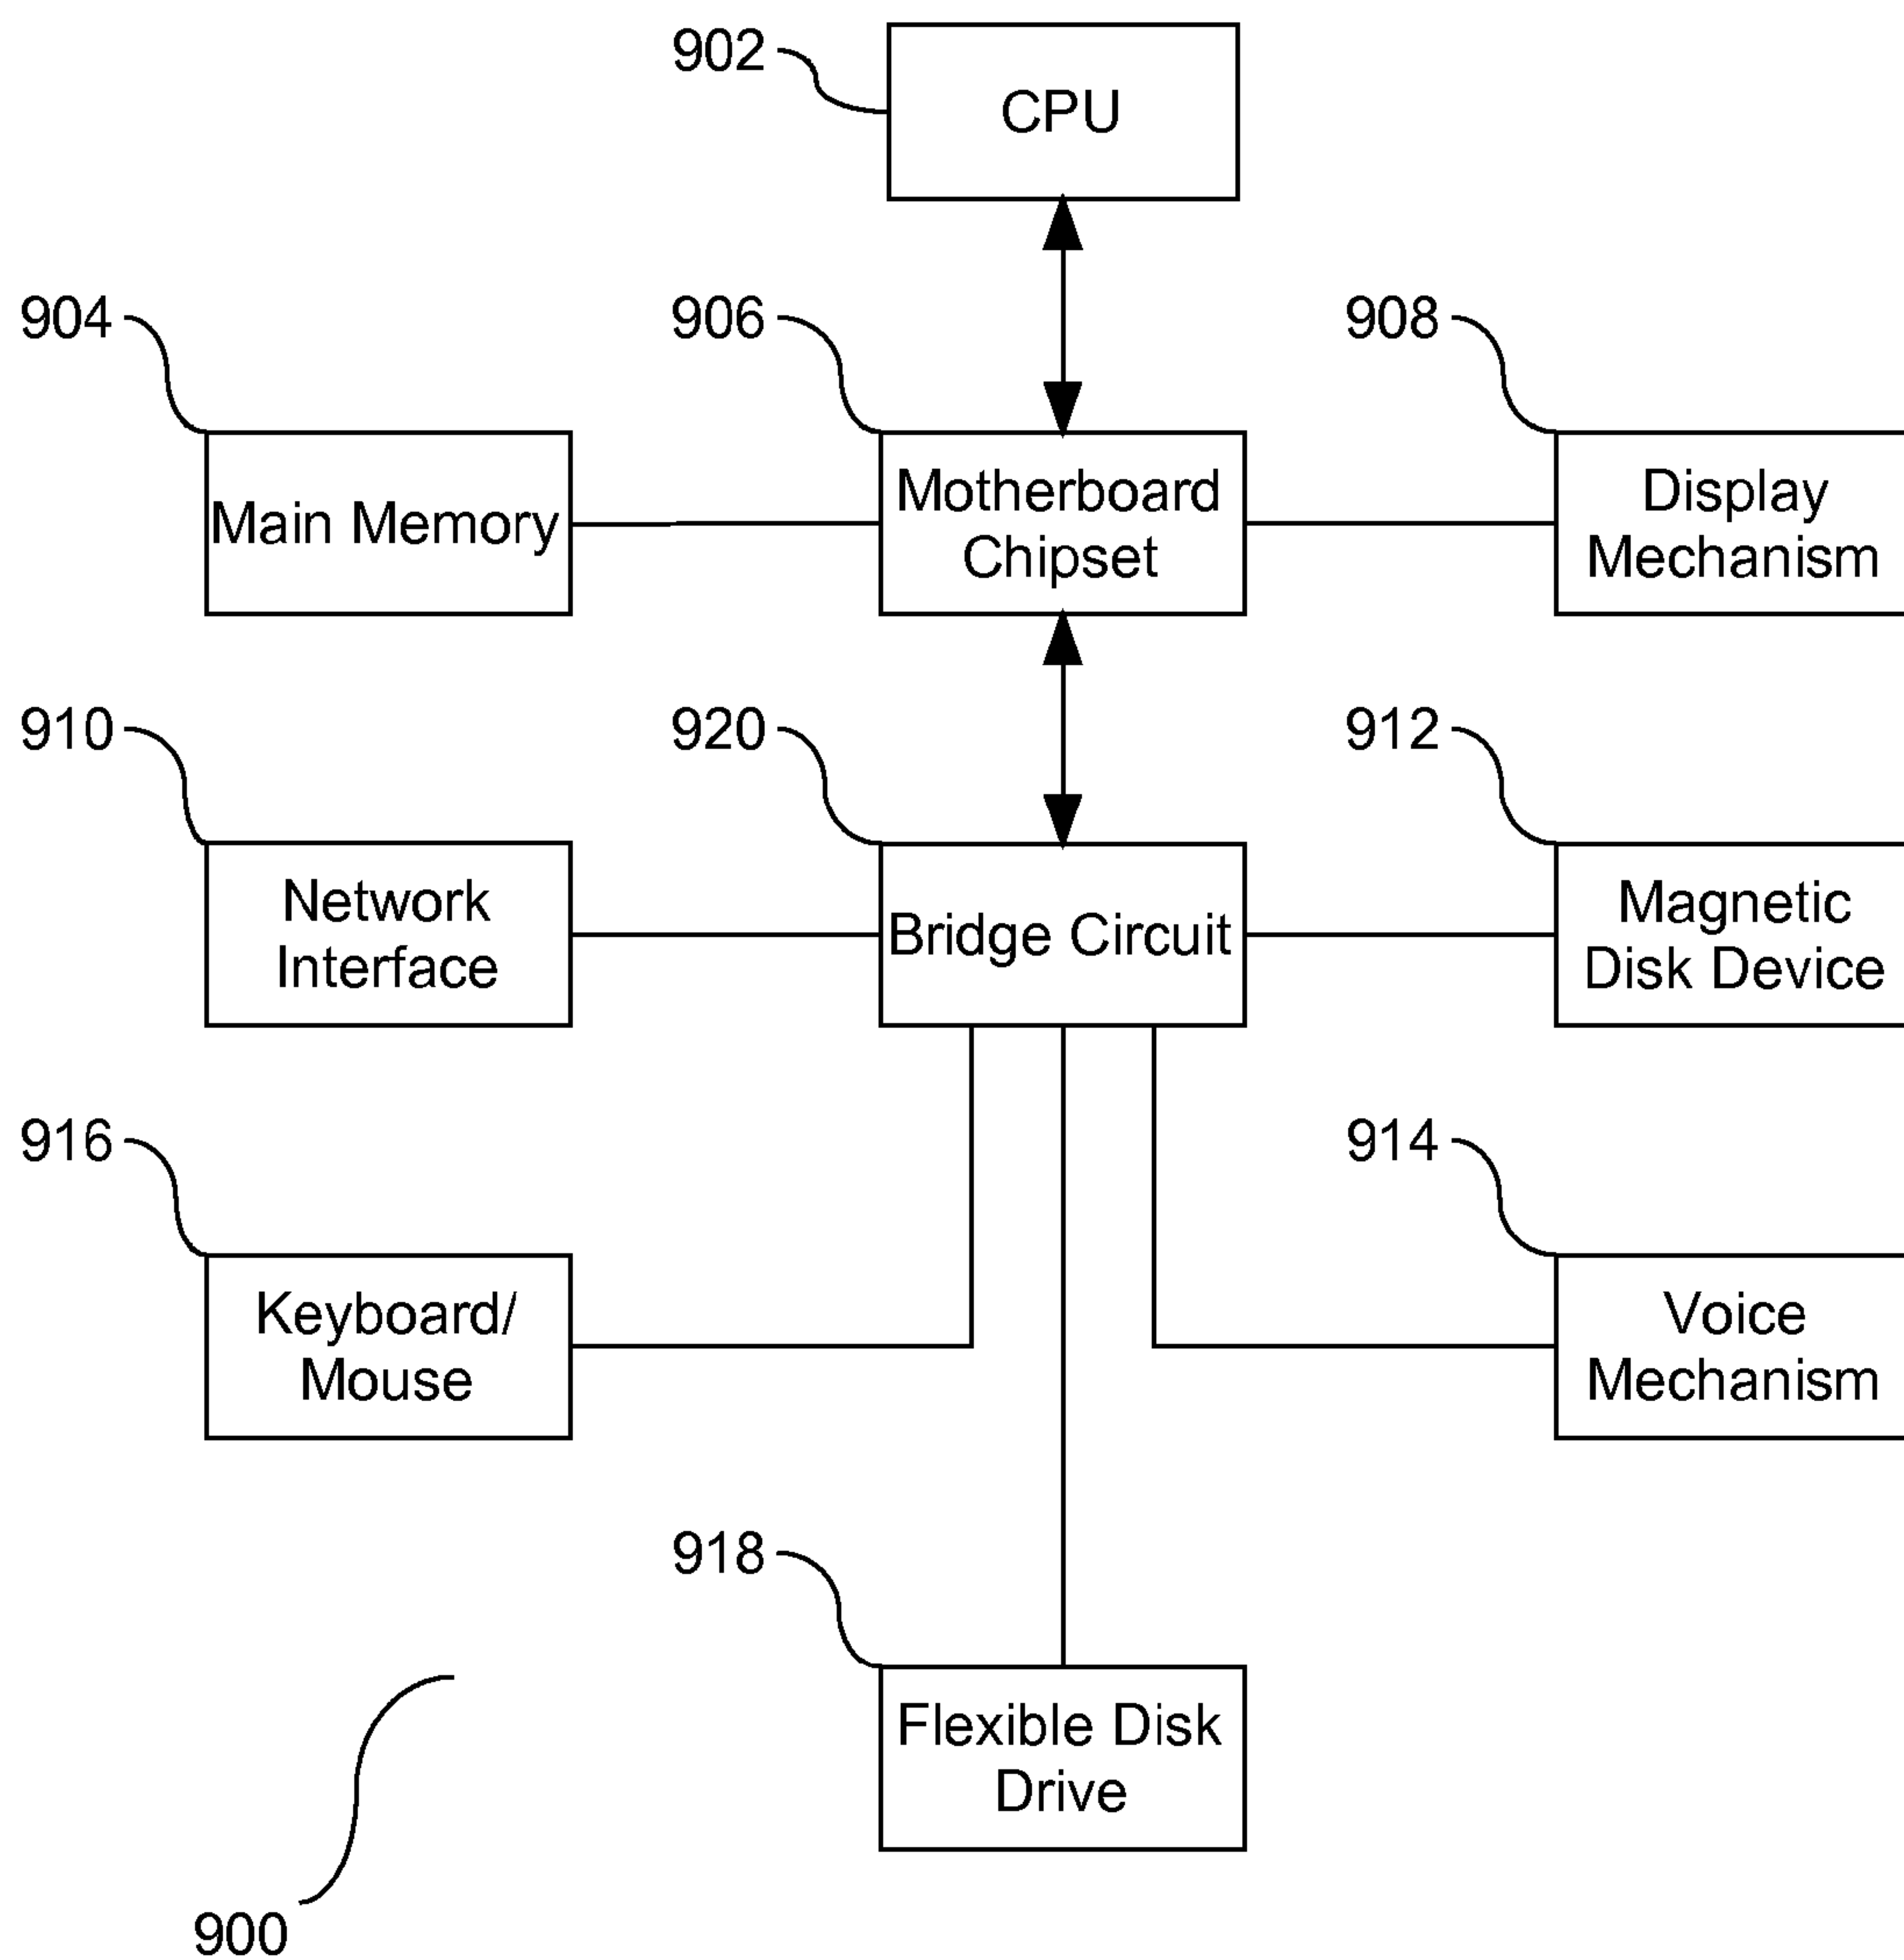 902
CPU
904
906
908
Main Memory
Motherboard
Chipset
Display
Mechanism
910
920
912
Network
Interface
Bridge Circuit
Magnetic
Disk Device
916
914
Keyboard/
Mouse
Voice
Mechanism
918
Flexible Disk
Drive
900